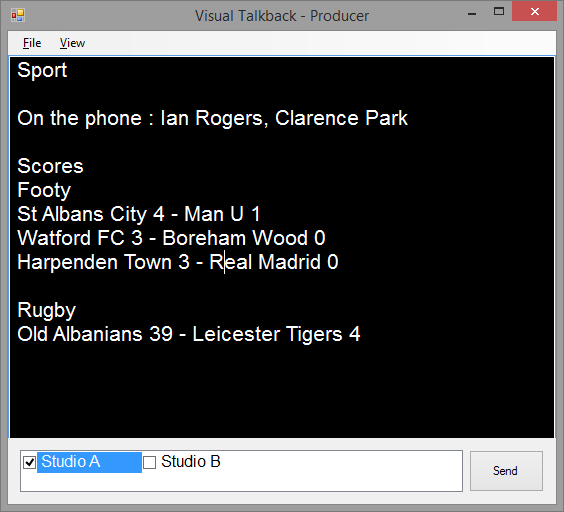 Visual Talkback - Producer
File View
Sport
On the phone : Ian Rogers, Clarence Park
Scores
Footy
St Albans City 4 - Man U 1
Watford FC 3 - Boreham Wood 0
Harpenden Town 3 - Real Madrid 0
Rugby
Old Albanians 39 - Leicester Tigers 4
Studio A Studio B Send